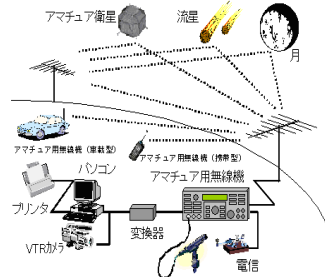 アマチュア衛星
流星
月
アマチュア用無線機（車載型）
アマチュア用無線機（携帯型）
パソコン
アマチュア用無線機
プリンタ
変換器
VTRカメラ
電信